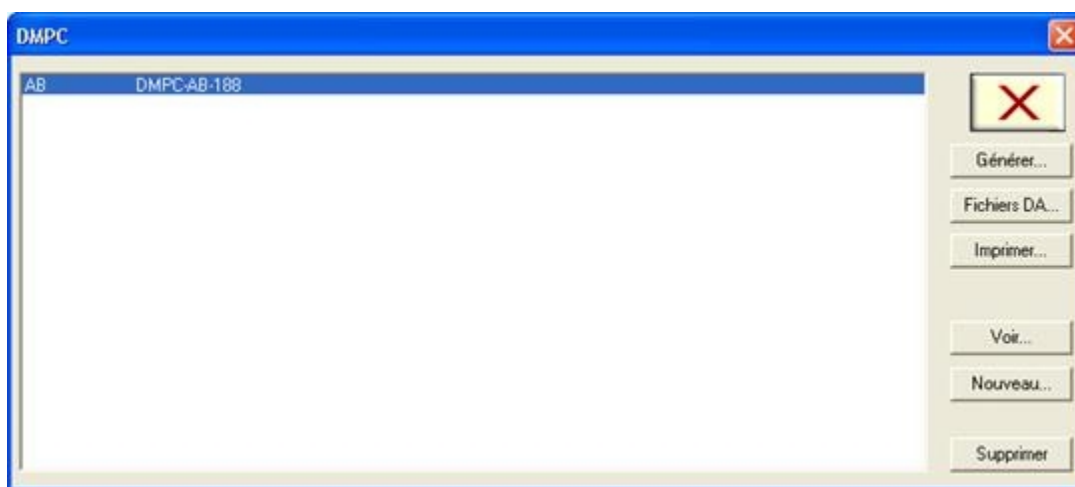 DMPC
AB DMPC-AB-188
Générer...
Fichiers DA...
Imprimer...
Voir...
Nouveau...
Supprimer